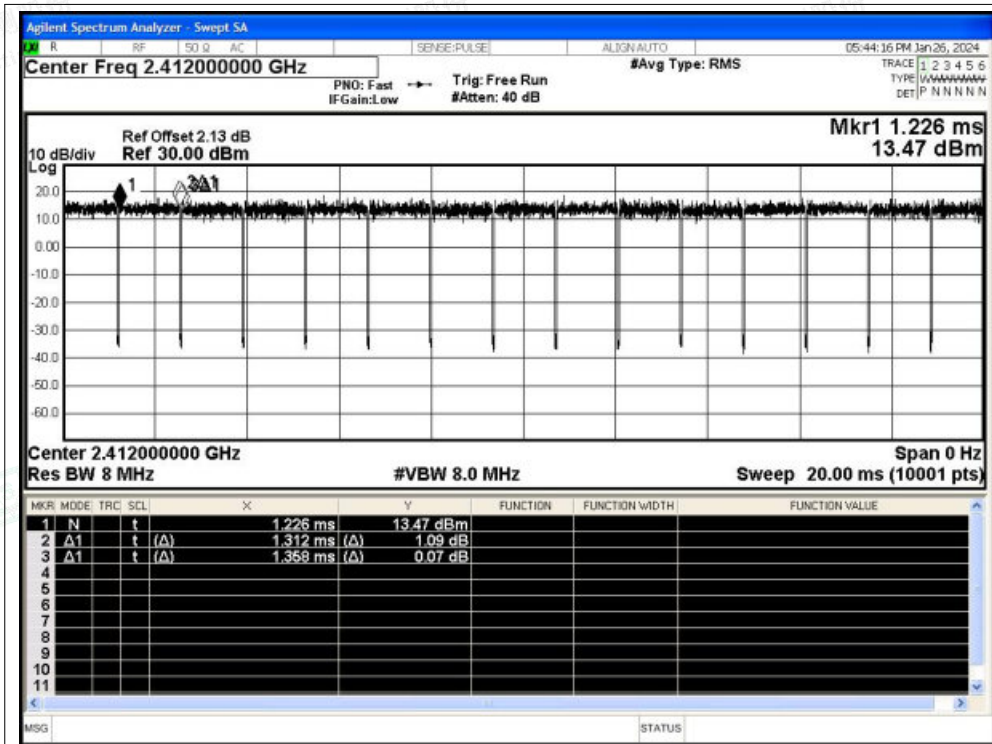 Agilent Spectrum Analyzer - Swept SA
R RF 50 Ω AC SENSE:PULSE ALIGN AUTO 05:44:16 PM Jan 26, 2024
Center Freq 2.412000000 GHz #Avg Type: RMS TRACE 1 2 3 4 5 6
PNO: Fast Trig: Free Run TYPE
IFGain:Low #Atten: 40 dB DET P N N N N N
Mkr1 1.226 ms
Ref Offset 2.13 dB
10 dB/div Ref 30.00 dBm 13.47 dBm
Log
1
20.0
10.0
0.00
-10.0
-20.0
-30.0
-40.0
-50.0
-60.0
Center 2.412000000 GHz Span 0 Hz
Res BW 8 MHz #VBW 8.0 MHz Sweep 20.00 ms (10001 pts)
MKR MODE TRC SCL X Y FUNCTION FUNCTION WIDTH FUNCTION VALUE
1 N t 1.226 ms 13.47 dBm
2 Δ1 t (Δ) 1.312 ms (Δ) 1.09 dB
3 Δ1 t (Δ) 1.358 ms (Δ) 0.07 dB
4
5
6
7
8
9
10
11
MSG STATUS